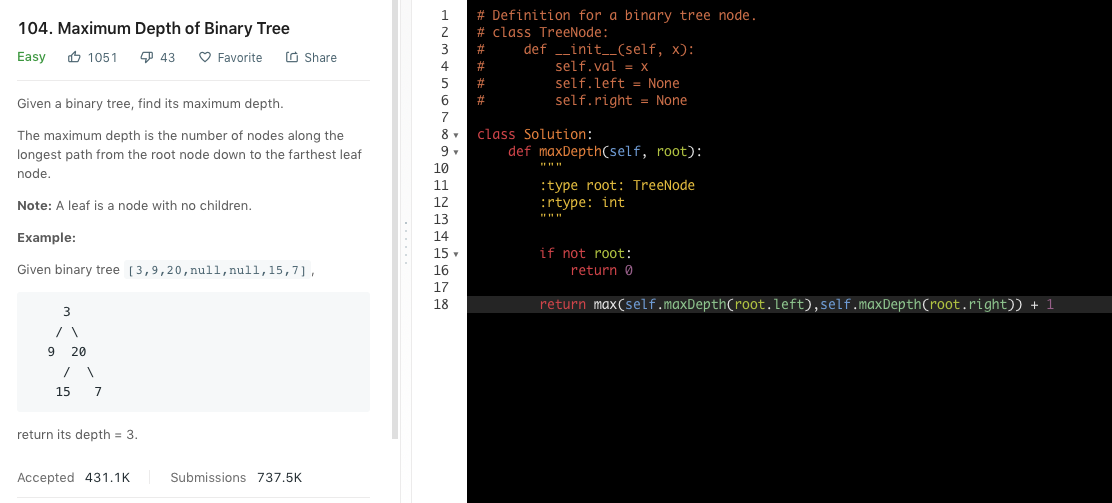 104. Maximum Depth of Binary Tree
Easy 1051 43 Favorite Share
Given a binary tree, find its maximum depth.
The maximum depth is the number of nodes along the
longest path from the root node down to the farthest leaf
node.
Note: A leaf is a node with no children.
Example:
Given binary tree [3,9,20,null,null,15,7],
3
/ \
9 20
/ \
15 7
return its depth = 3.
Accepted 431.1K Submissions 737.5K
1 # Definition for a binary tree node.
2 # class TreeNode:
3 #     def __init__(self, x):
4 #         self.val = x
5 #         self.left = None
6 #         self.right = None
7
8 class Solution:
9     def maxDepth(self, root):
10         """
11         :type root: TreeNode
12         :rtype: int
13         """
14
15         if not root:
16             return 0
17
18         return max(self.maxDepth(root.left),self.maxDepth(root.right)) + 1